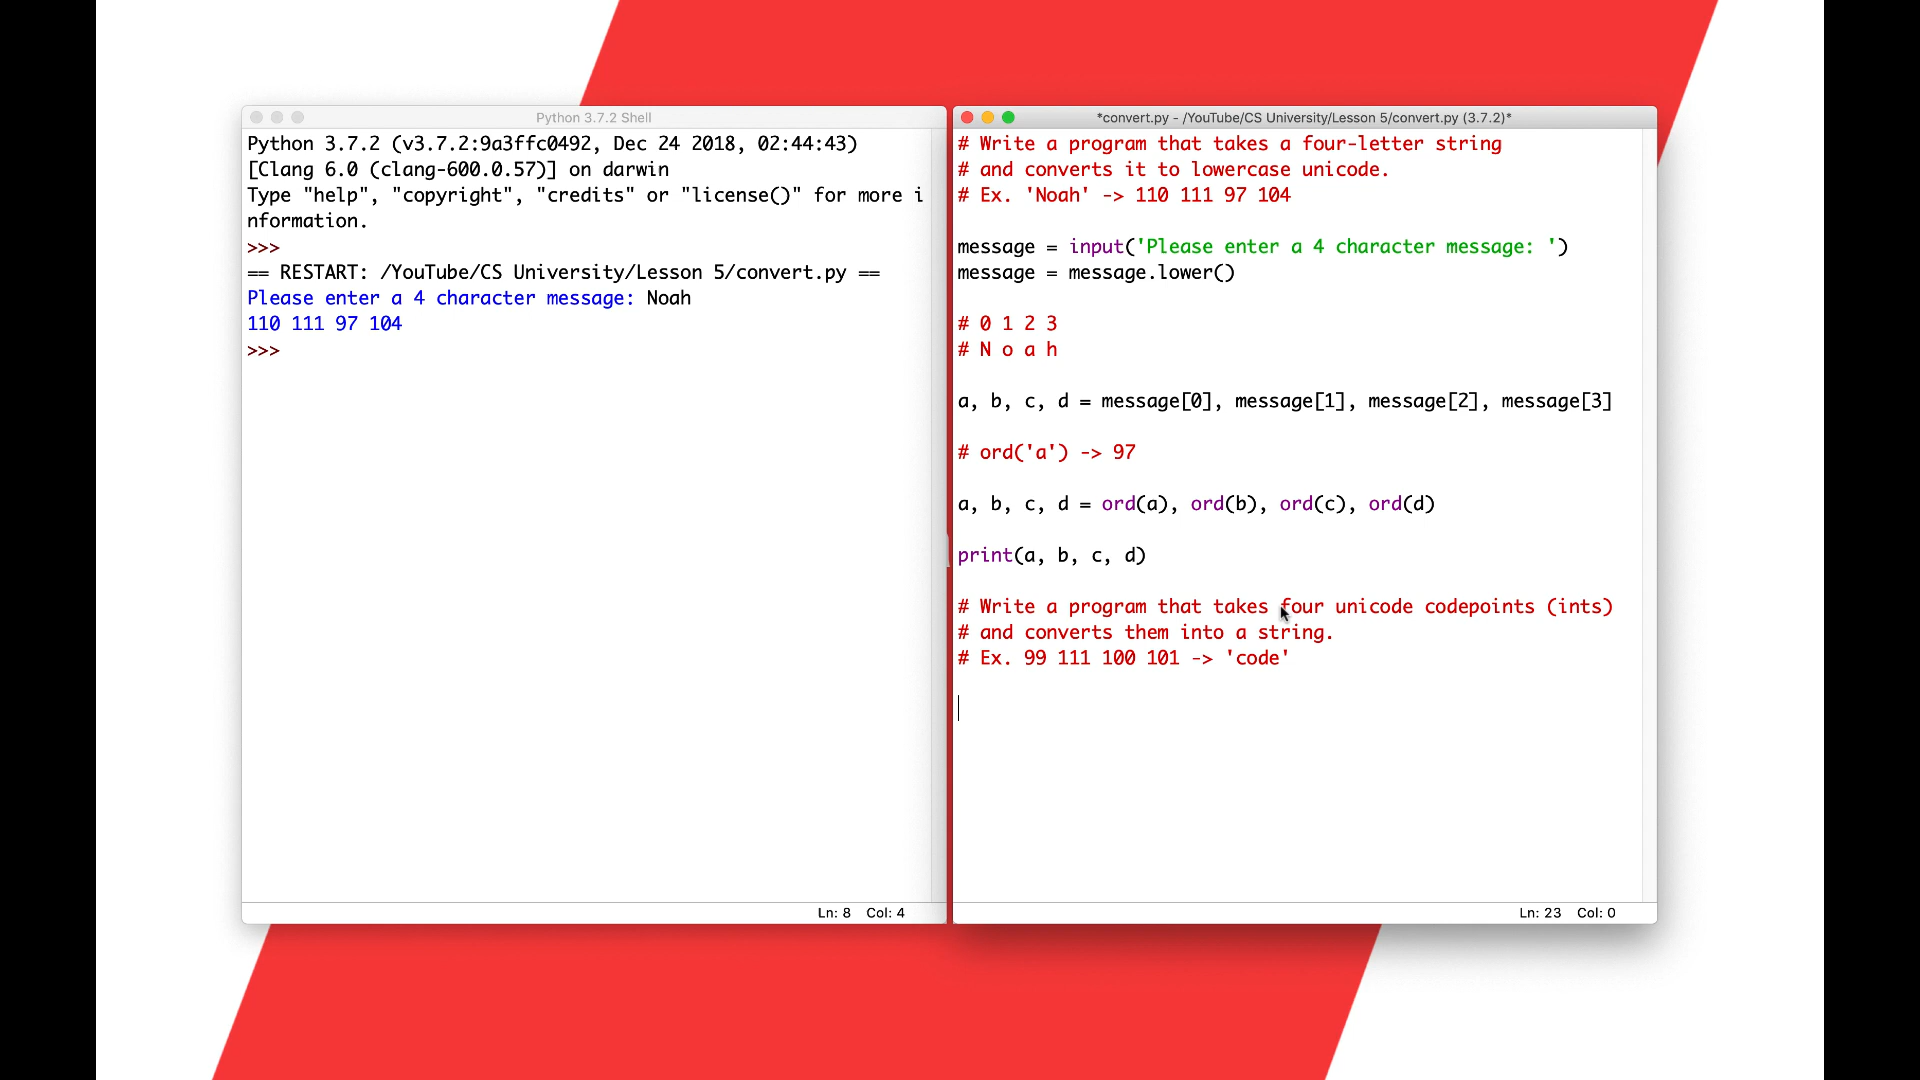 Python 3.7.2 Shell
Python 3.7.2 (v3.7.2:9a3ffc0492, Dec 24 2018, 02:44:43)
[Clang 6.0 (clang-600.0.57)] on darwin
Type "help", "copyright", "credits" or "license()" for more i
nformation.
>>>
== RESTART: /YouTube/CS University/Lesson 5/convert.py ==
Please enter a 4 character message: Noah
110 111 97 104
>>>
Ln: 8 Col: 4
*convert.py - /YouTube/CS University/Lesson 5/convert.py (3.7.2)*
# Write a program that takes a four-letter string
# and converts it to lowercase unicode.
# Ex. 'Noah' -> 110 111 97 104
message = input('Please enter a 4 character message: ')
message = message.lower()
# 0 1 2 3
# N o a h
a, b, c, d = message[0], message[1], message[2], message[3]
# ord('a') -> 97
a, b, c, d = ord(a), ord(b), ord(c), ord(d)
print(a, b, c, d)
# Write a program that takes four unicode codepoints (ints)
# and converts them into a string.
# Ex. 99 111 100 101 -> 'code'
Ln: 23 Col: 0